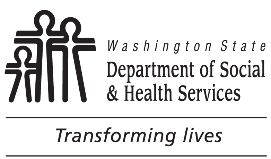 Washington State
Department of Social
& Health Services
Transforming lives